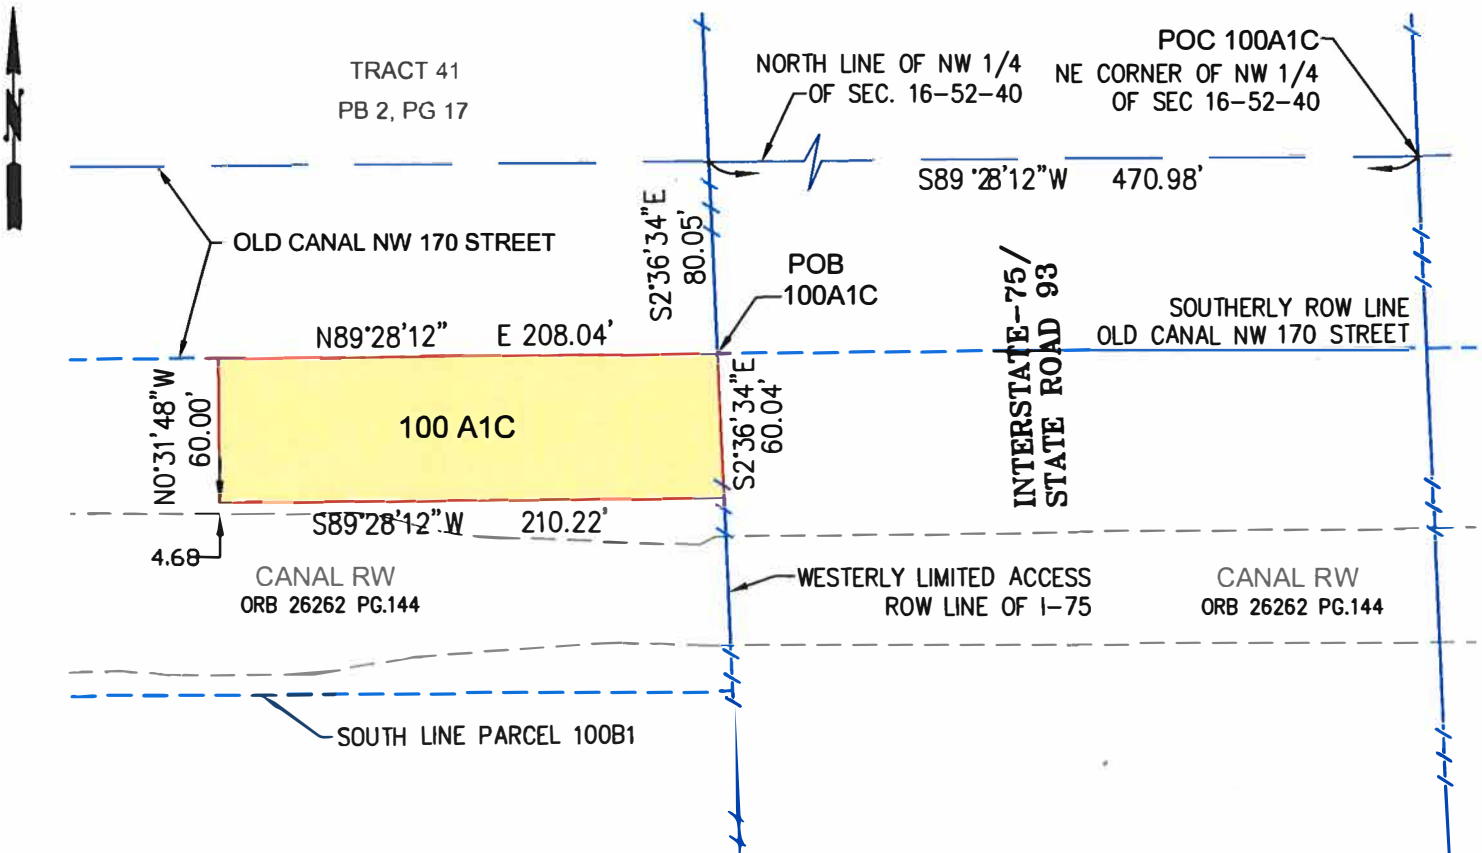 N
TRACT 41
PB 2, PG 17
NORTH LINE OF NW 1/4
OF SEC. 16-52-40
POC 100A1C
NE CORNER OF NW 1/4
OF SEC 16-52-40
S89°28'12"W 470.98'
OLD CANAL NW 170 STREET
S2°36'34"E
80.05'
POB
100A1C
INTERSTATE-75/
STATE ROAD 93
SOUTHERLY ROW LINE
OLD CANAL NW 170 STREET
N89°28'12" E 208.04'
N0°31'48"W
60.00'
100 A1C
S2°36'34"E
60.04'
S89°28'12"W 210.22'
4.68
CANAL RW
ORB 26262 PG.144
WESTERLY LIMITED ACCESS
ROW LINE OF I-75
CANAL RW
ORB 26262 PG.144
SOUTH LINE PARCEL 100B1